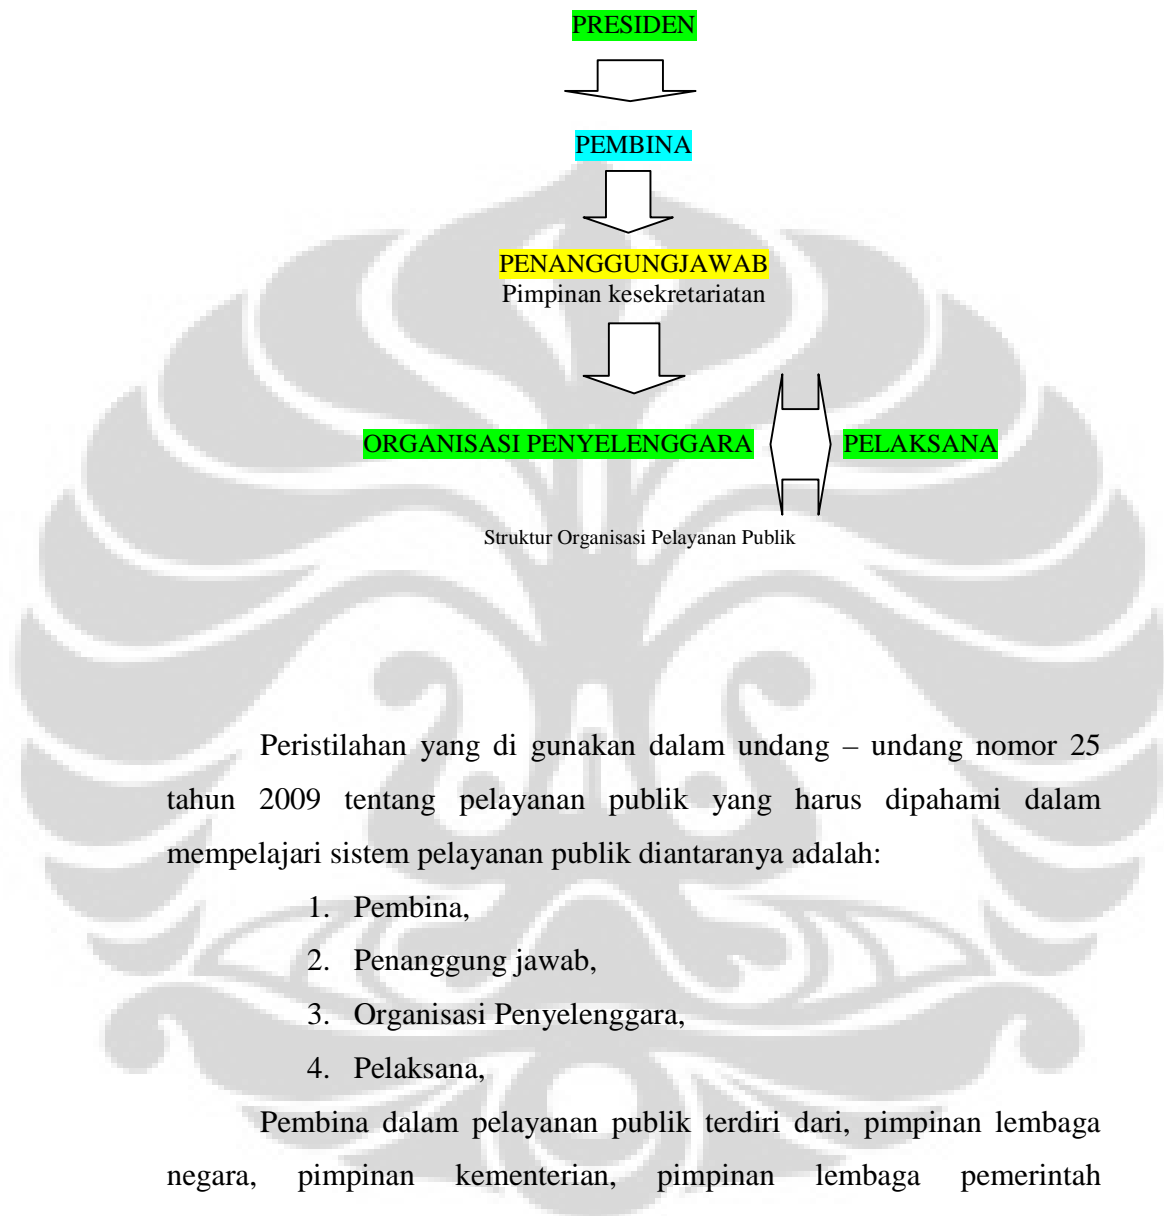 PRESIDEN
PEMBINA
PENANGGUNGJAWAB
Pimpinan kesekretariatan
ORGANISASI PENYELENGGARA PELAKSANA
Struktur Organisasi Pelayanan Publik
Peristilahan yang di gunakan dalam undang – undang nomor 25
tahun 2009 tentang pelayanan publik yang harus dipahami dalam
mempelajari sistem pelayanan publik diantaranya adalah:
1. Pembina,
2. Penanggung jawab,
3. Organisasi Penyelenggara,
4. Pelaksana,
Pembina dalam pelayanan publik terdiri dari, pimpinan lembaga
negara, pimpinan kementerian, pimpinan lembaga pemerintah